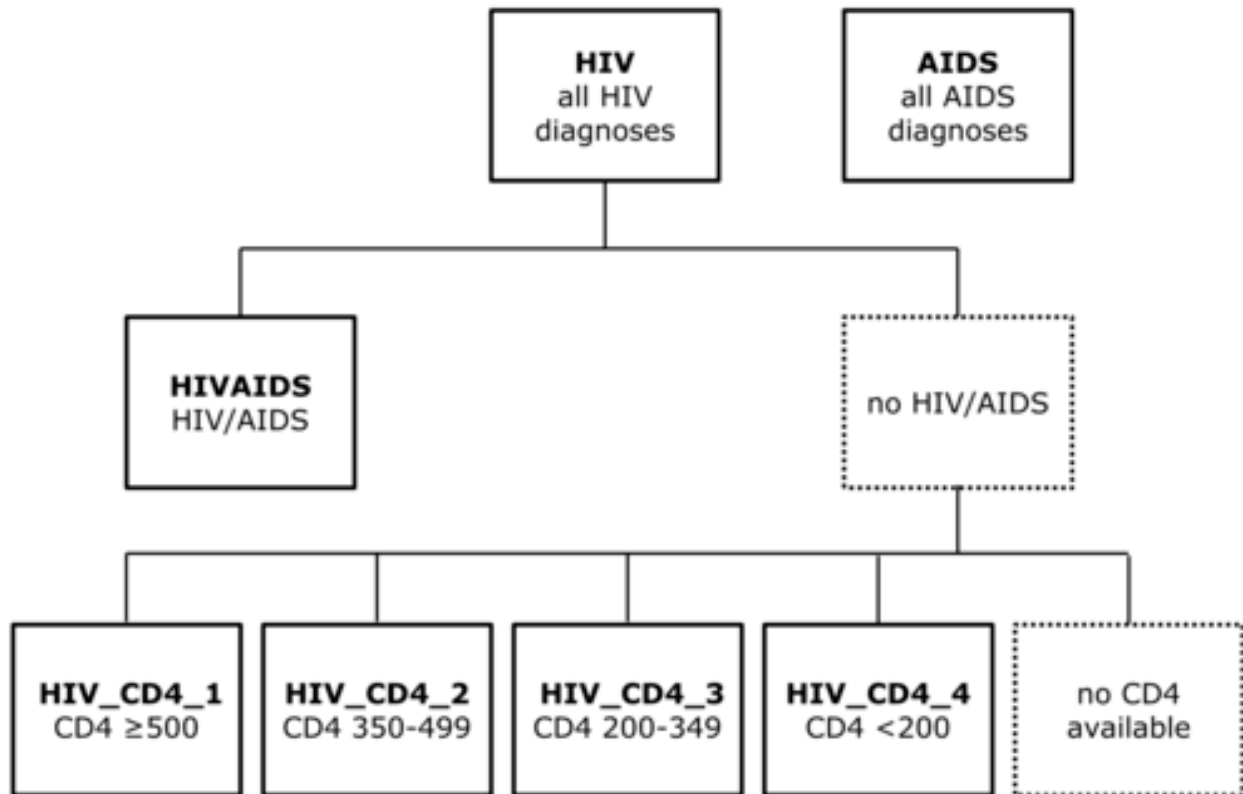 HIV
all HIV
diagnoses
AIDS
all AIDS
diagnoses
HIVAIDS
HIV/AIDS
no HIV/AIDS
HIV_CD4_1
CD4 ≥500
HIV_CD4_2
CD4 350-499
HIV_CD4_3
CD4 200-349
HIV_CD4_4
CD4 <200
no CD4
available